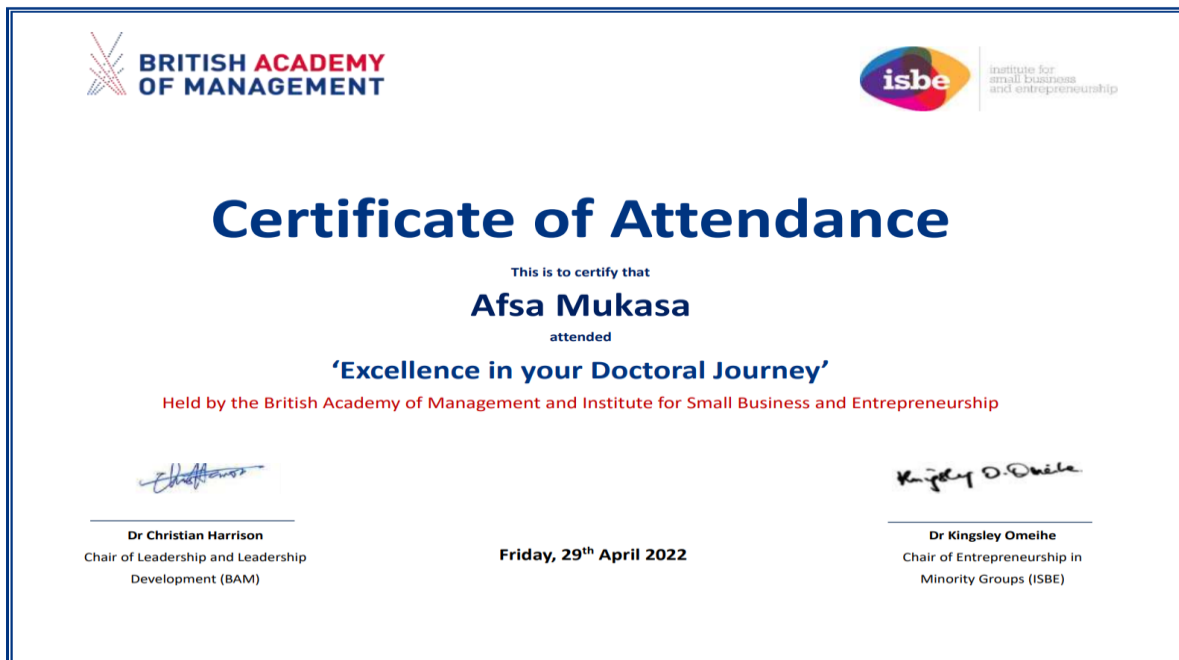 BRITISH ACADEMY
OF MANAGEMENT
isbe
institute for
small business
and entrepreneurship
Certificate of Attendance
This is to certify that
Afsa Mukasa
attended
‘Excellence in your Doctoral Journey’
Held by the British Academy of Management and Institute for Small Business and Entrepreneurship
Kingsley O. Omeihe
Dr Christian Harrison
Chair of Leadership and Leadership
Development (BAM)
Friday, 29th April 2022
Dr Kingsley Omeihe
Chair of Entrepreneurship in
Minority Groups (ISBE)